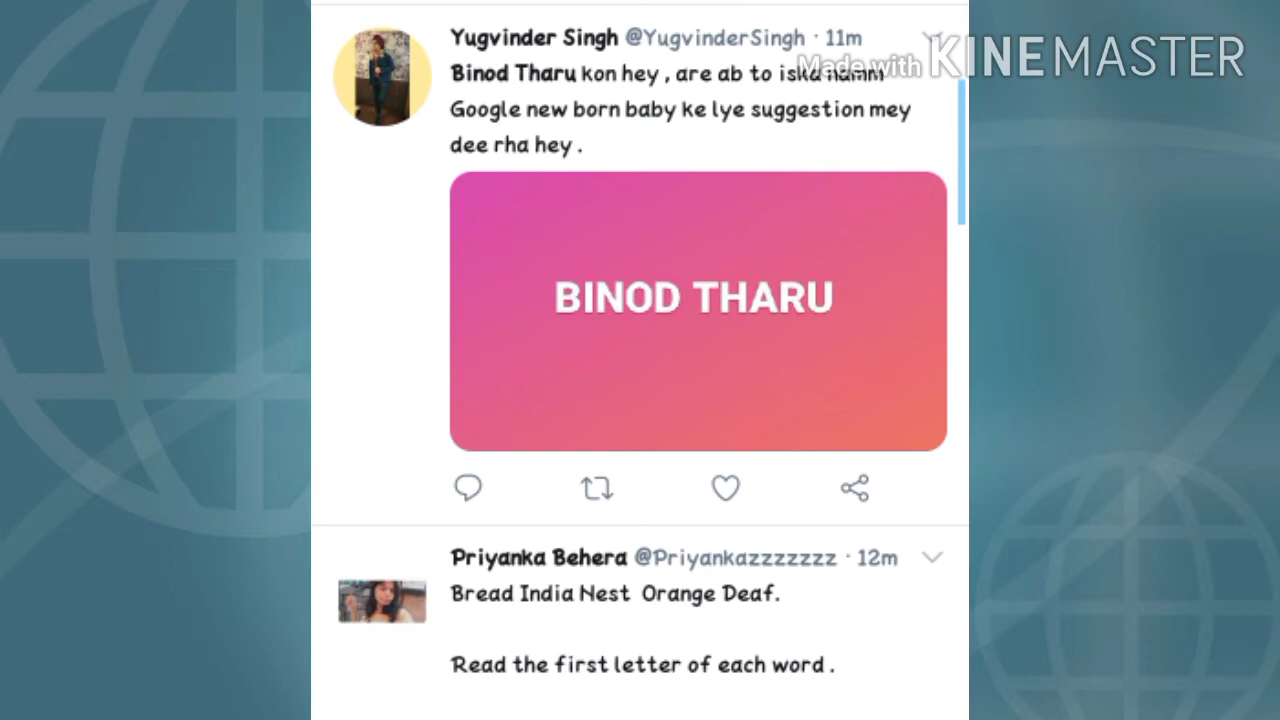 Yugvinder Singh @YugvinderSingh · 11m
Made with KINEMASTER
Binod Tharu kon hey , are ab to iska namm
Google new born baby ke lye suggestion mey
dee rha hey .
BINOD THARU
Priyanka Behera @Priyankazzzzzzz · 12m
Bread India Nest Orange Deaf.
Read the first letter of each word .